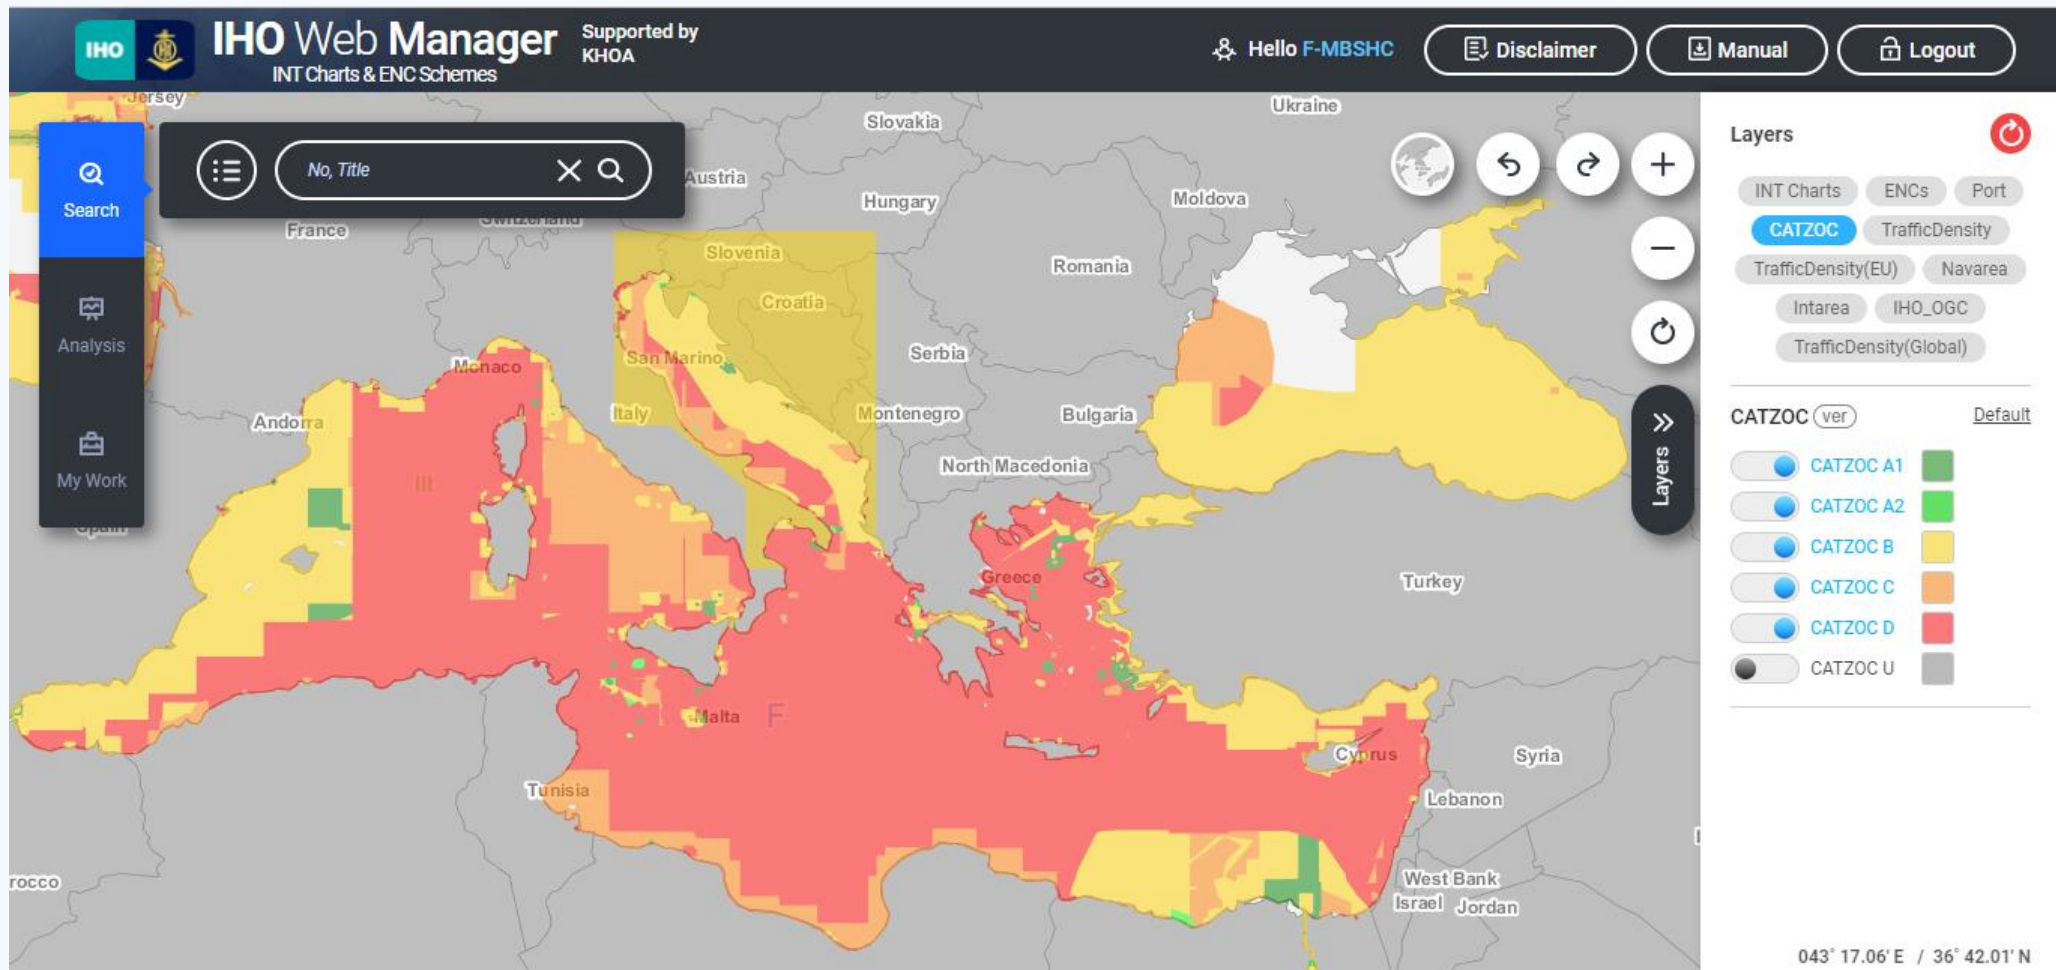 IHO
IHO Web Manager
INT Charts & ENC Schemes
Supported by
KHOA
Hello F-MBSHC
Disclaimer
Manual
Logout
Search
Analysis
My Work
No, Title
Jersey
Slovakia
Ukraine
Austria
Hungary
Moldova
Switzerland
France
Slovenia
Romania
Croatia
San Marino
Serbia
Monaco
Andorra
Italy
Montenegro
Bulgaria
North Macedonia
III
Spain
Greece
Turkey
Malta
F
Cyprus
Syria
Tunisia
Lebanon
rocco
West Bank
Israel
Jordan
Layers
Layers
INT Charts
ENCs
Port
CATZOC
TrafficDensity
TrafficDensity(EU)
Navarea
Intarea
IHO_OGC
TrafficDensity(Global)
CATZOC
ver
Default
CATZOC A1
CATZOC A2
CATZOC B
CATZOC C
CATZOC D
CATZOC U
043° 17.06' E / 36° 42.01' N